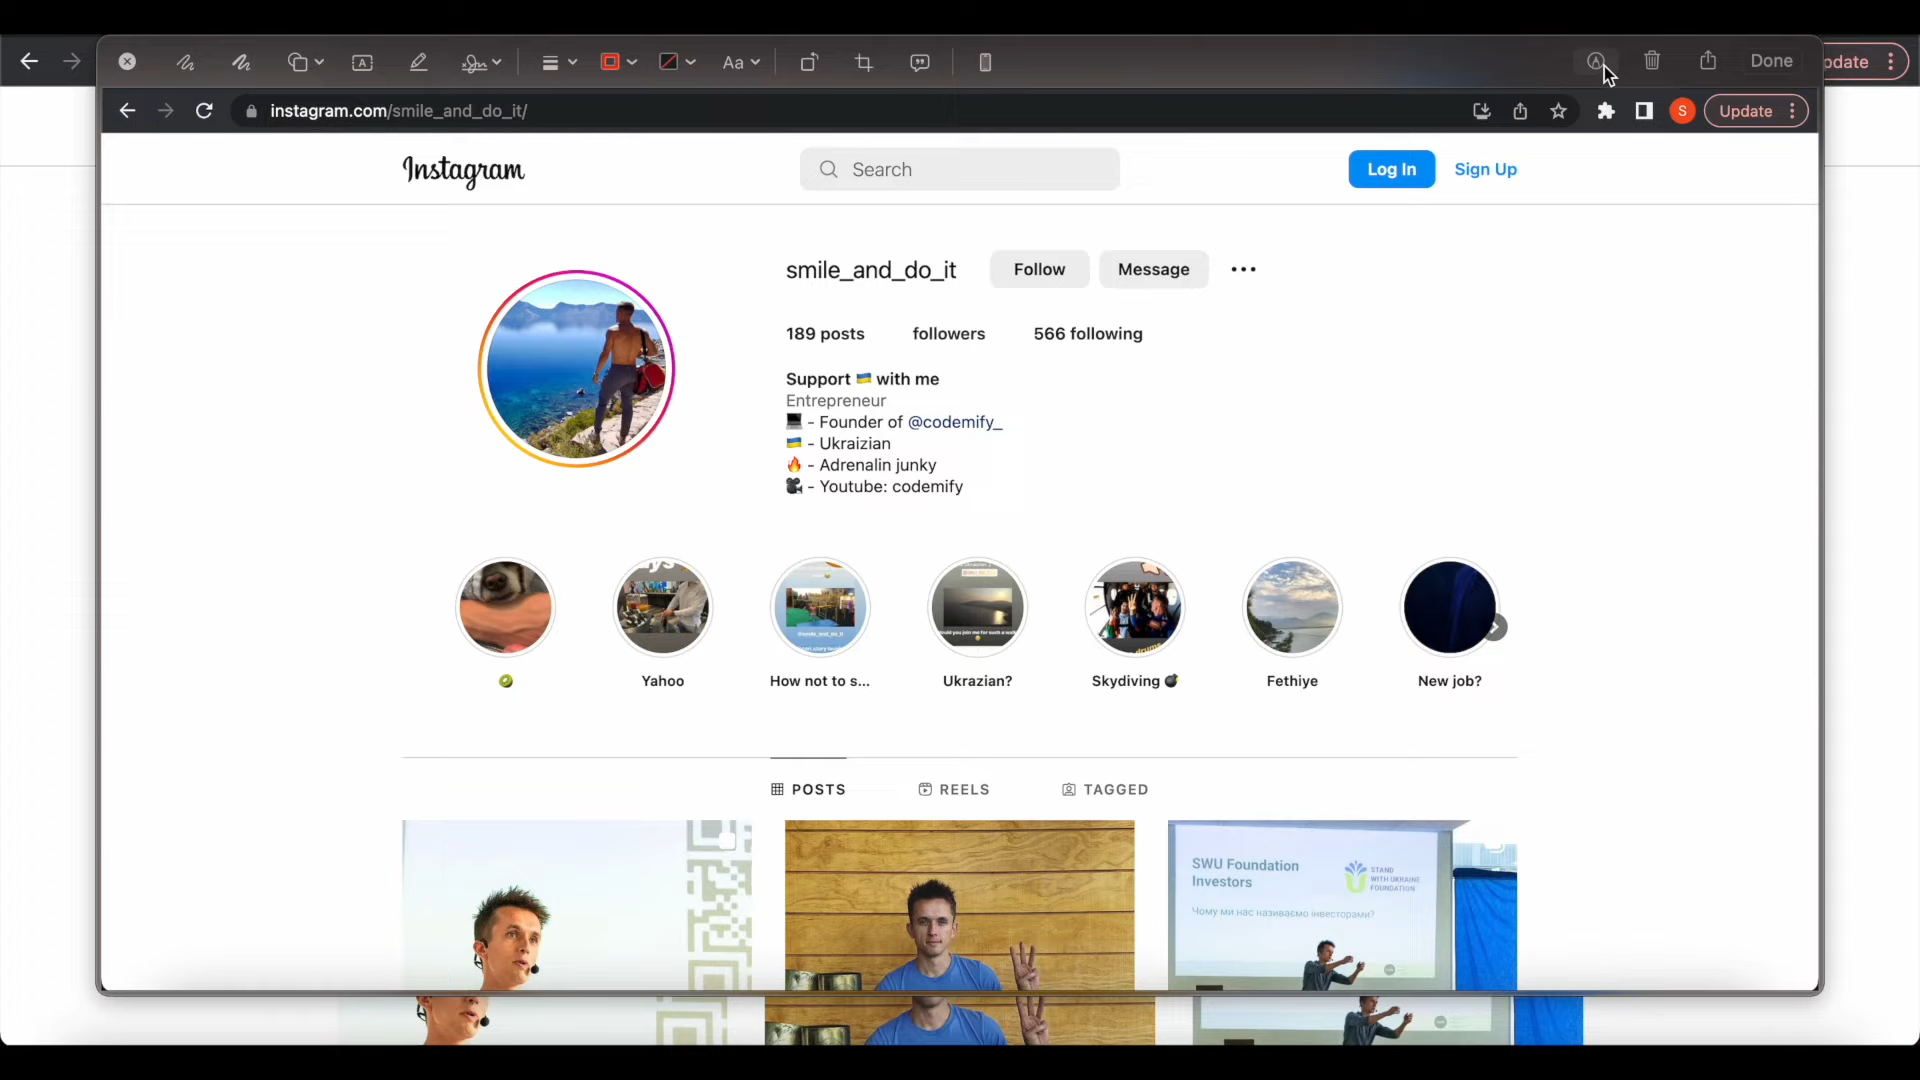 Aa
Done
pdate
instagram.com/smile_and_do_it/
S
Update
Instagram
Search
Log In
Sign Up
smile_and_do_it
Follow
Message
189 posts
followers
566 following
Support 🇺🇦 with me
Entrepreneur
💻 - Founder of @codemify_
🇺🇦 - Ukraizian
🔥 - Adrenalin junky
🎥 - Youtube: codemify
🥝
Yahoo
How not to s...
Ukrazian?
Skydiving 💣
Fethiye
New job?
POSTS
REELS
TAGGED
SWU Foundation
Investors
STAND
WITH UKRAINE
FOUNDATION
Чому ми нас називаємо інвесторами?